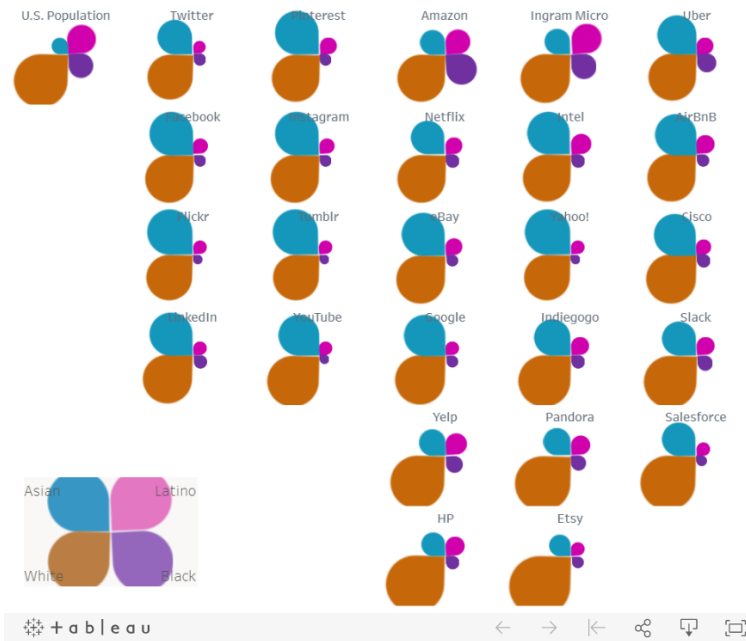 U.S. Population Twitter Pinterest Amazon Ingram Micro Uber
Facebook Instagram Netflix Intel AirBnB
Flickr Tumblr eBay Yahoo! Cisco
LinkedIn YouTube Google Indiegogo Slack
Yelp Pandora Salesforce
Asian Latino
HP Etsy
White Black
+ableau